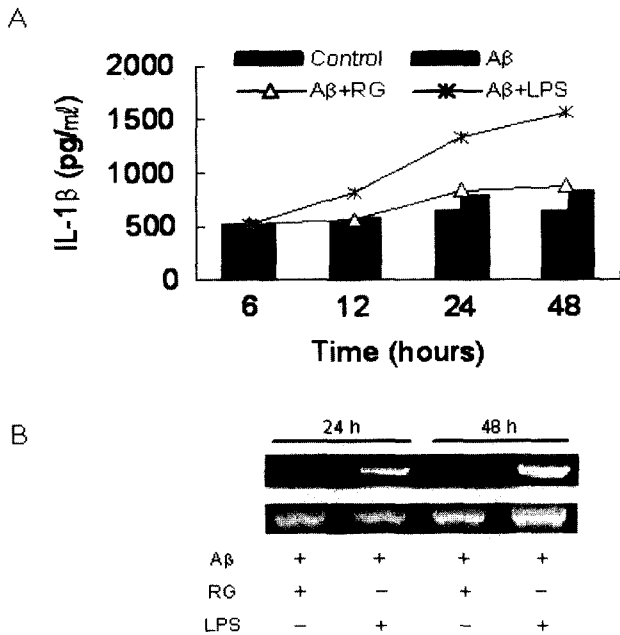 A
2000
1500
1000
500
0
IL-1β (pg/㎖)
Control
Aβ
Aβ+RG
Aβ+LPS
6 12 24 48
Time (hours)
B
24 h 48 h
Aβ + + + +
RG + − + −
LPS − + − +